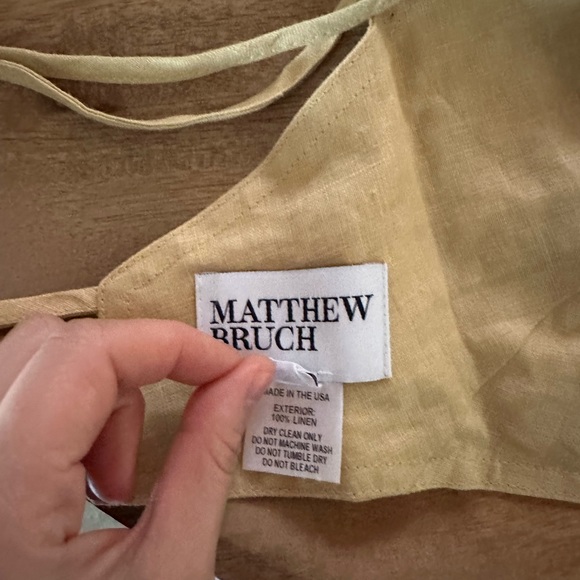 MATTHEW
BRUCH
MADE IN THE USA
EXTERIOR:
100% LINEN
DRY CLEAN ONLY
DO NOT MACHINE WASH
DO NOT TUMBLE DRY
DO NOT BLEACH